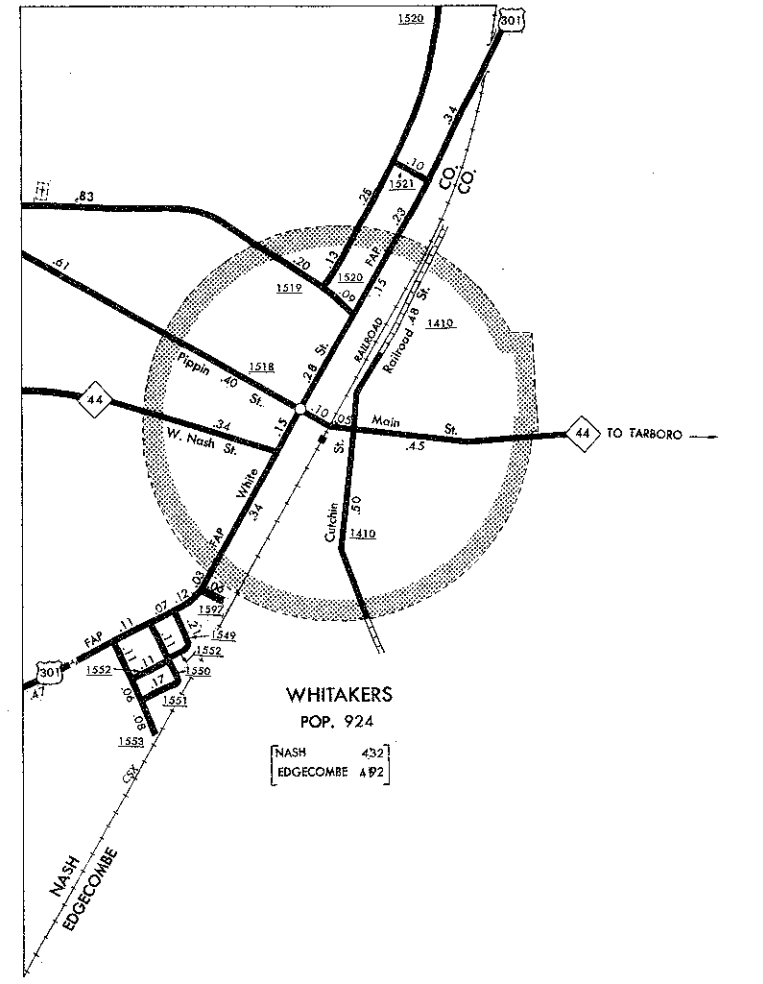 1520
301
.34
.10
1521
CO.
CO.
.26
.23
FAP
.83
.13
.20
1520
.15
1519
.09
.61
RAILROAD
Railroad .48 St.
1410
.28 St.
Pippin .40 St.
1518
44
.34
W. Nash St.
.15
.10
.05
Main St.
.45
44 TO TARBORO
White
.34
FAP
Cutchin .50 St.
1410
.03
.06
.12
.07
.11
FAP
1597
.11
.11
1549
1552
.11
1552
1550
.17
1551
301
.47
.06
.08
1553
WHITAKERS
POP. 924
NASH 432
EDGECOMBE 492
CSX
NASH
EDGECOMBE